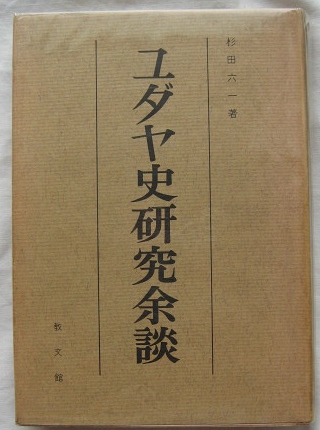 杉田六一著
ユダヤ史研究余談
教文館